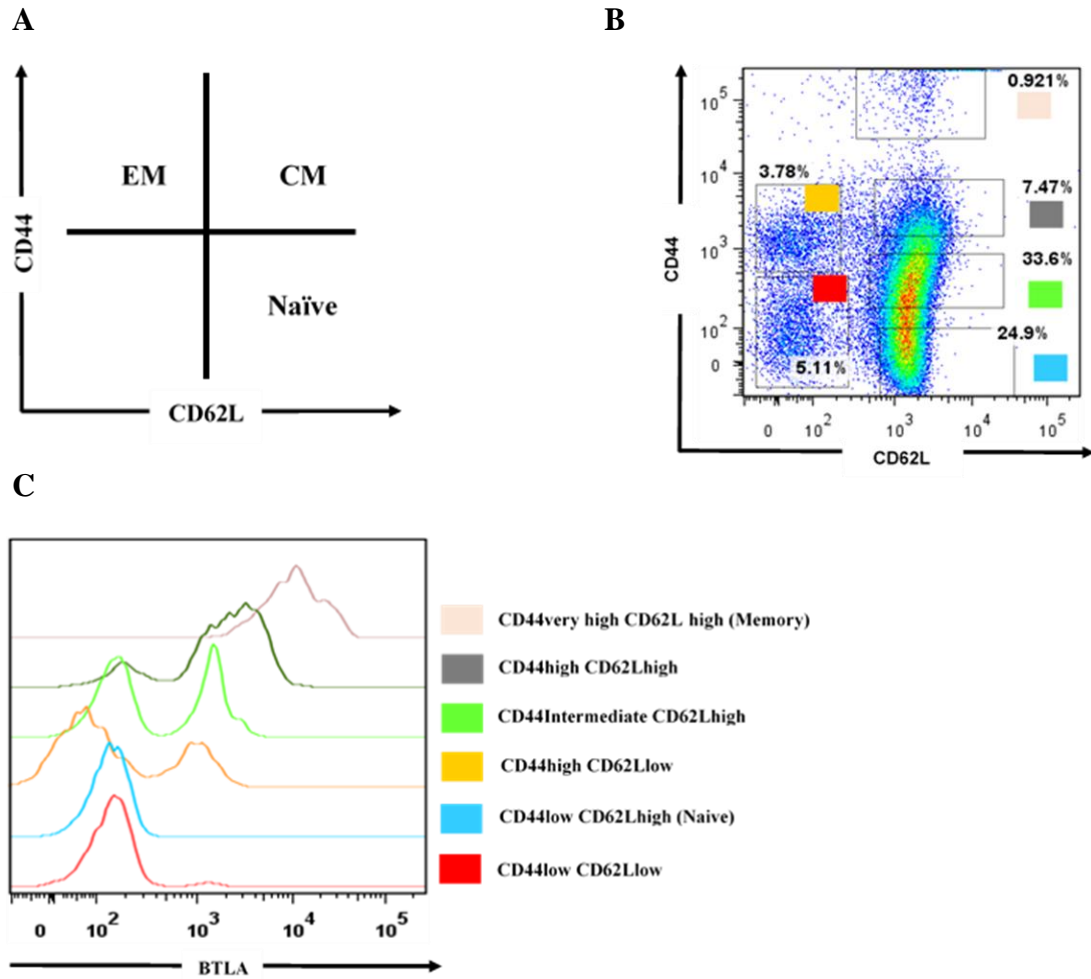 A
EM
CM
Naïve
CD44
CD62L
B
0.921%
3.78%
7.47%
33.6%
24.9%
5.11%
10^5
10^4
10^3
10^2
0
CD44
0 10^2 10^3 10^4 10^5
CD62L
C
CD44very high CD62L high (Memory)
CD44high CD62Lhigh
CD44Intermediate CD62Lhigh
CD44high CD62Llow
CD44low CD62Lhigh (Naive)
CD44low CD62Llow
0 10^2 10^3 10^4 10^5
BTLA